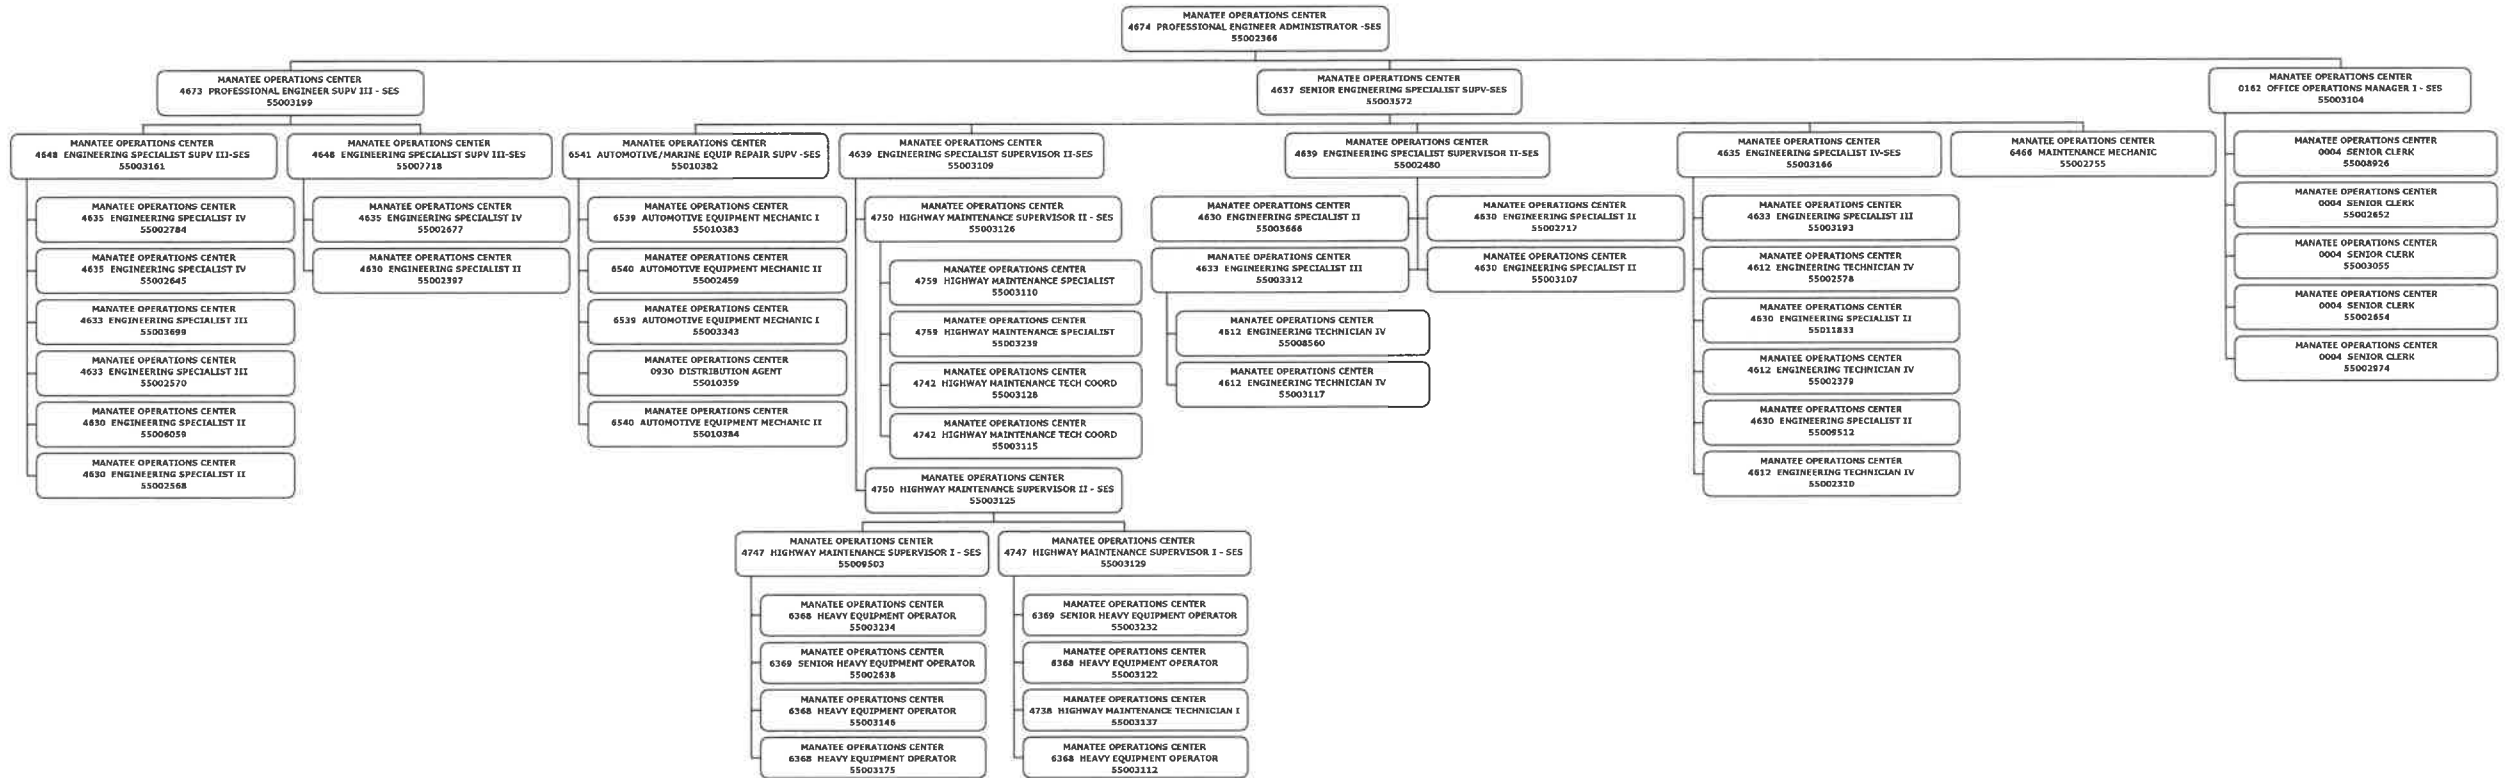 MANATEE OPERATIONS CENTER
4674 PROFESSIONAL ENGINEER ADMINISTRATOR -SES
55002366
MANATEE OPERATIONS CENTER
4673 PROFESSIONAL ENGINEER SUPV III - SES
55003199
MANATEE OPERATIONS CENTER
4637 SENIOR ENGINEERING SPECIALIST SUPV-SES
55003572
MANATEE OPERATIONS CENTER
0162 OFFICE OPERATIONS MANAGER I - SES
55003104
MANATEE OPERATIONS CENTER
4648 ENGINEERING SPECIALIST SUPV III-SES
55003161
MANATEE OPERATIONS CENTER
4648 ENGINEERING SPECIALIST SUPV III-SES
55007718
MANATEE OPERATIONS CENTER
6541 AUTOMOTIVE/MARINE EQUIP REPAIR SUPV -SES
55010382
MANATEE OPERATIONS CENTER
4639 ENGINEERING SPECIALIST SUPERVISOR II-SES
55003109
MANATEE OPERATIONS CENTER
4639 ENGINEERING SPECIALIST SUPERVISOR II-SES
55002480
MANATEE OPERATIONS CENTER
4635 ENGINEERING SPECIALIST IV-SES
55003166
MANATEE OPERATIONS CENTER
6466 MAINTENANCE MECHANIC
55002755
MANATEE OPERATIONS CENTER
4635 ENGINEERING SPECIALIST IV
55002784
MANATEE OPERATIONS CENTER
4635 ENGINEERING SPECIALIST IV
55002645
MANATEE OPERATIONS CENTER
4633 ENGINEERING SPECIALIST III
55003699
MANATEE OPERATIONS CENTER
4633 ENGINEERING SPECIALIST III
55002570
MANATEE OPERATIONS CENTER
4630 ENGINEERING SPECIALIST II
55006059
MANATEE OPERATIONS CENTER
4630 ENGINEERING SPECIALIST II
55002568
MANATEE OPERATIONS CENTER
4635 ENGINEERING SPECIALIST IV
55002677
MANATEE OPERATIONS CENTER
4630 ENGINEERING SPECIALIST II
55002397
MANATEE OPERATIONS CENTER
6539 AUTOMOTIVE EQUIPMENT MECHANIC I
55010383
MANATEE OPERATIONS CENTER
6540 AUTOMOTIVE EQUIPMENT MECHANIC II
55002459
MANATEE OPERATIONS CENTER
6539 AUTOMOTIVE EQUIPMENT MECHANIC I
55003343
MANATEE OPERATIONS CENTER
0930 DISTRIBUTION AGENT
55010359
MANATEE OPERATIONS CENTER
6540 AUTOMOTIVE EQUIPMENT MECHANIC II
55010384
MANATEE OPERATIONS CENTER
4750 HIGHWAY MAINTENANCE SUPERVISOR II - SES
55003126
MANATEE OPERATIONS CENTER
4759 HIGHWAY MAINTENANCE SPECIALIST
55003110
MANATEE OPERATIONS CENTER
4759 HIGHWAY MAINTENANCE SPECIALIST
55003239
MANATEE OPERATIONS CENTER
4742 HIGHWAY MAINTENANCE TECH COORD
55003128
MANATEE OPERATIONS CENTER
4742 HIGHWAY MAINTENANCE TECH COORD
55003115
MANATEE OPERATIONS CENTER
4750 HIGHWAY MAINTENANCE SUPERVISOR II - SES
55003125
MANATEE OPERATIONS CENTER
4747 HIGHWAY MAINTENANCE SUPERVISOR I - SES
55009503
MANATEE OPERATIONS CENTER
6368 HEAVY EQUIPMENT OPERATOR
55003234
MANATEE OPERATIONS CENTER
6369 SENIOR HEAVY EQUIPMENT OPERATOR
55002638
MANATEE OPERATIONS CENTER
6368 HEAVY EQUIPMENT OPERATOR
55003146
MANATEE OPERATIONS CENTER
6368 HEAVY EQUIPMENT OPERATOR
55003175
MANATEE OPERATIONS CENTER
4747 HIGHWAY MAINTENANCE SUPERVISOR I - SES
55003129
MANATEE OPERATIONS CENTER
6369 SENIOR HEAVY EQUIPMENT OPERATOR
55003232
MANATEE OPERATIONS CENTER
6368 HEAVY EQUIPMENT OPERATOR
55003122
MANATEE OPERATIONS CENTER
4738 HIGHWAY MAINTENANCE TECHNICIAN I
55003137
MANATEE OPERATIONS CENTER
6368 HEAVY EQUIPMENT OPERATOR
55003112
MANATEE OPERATIONS CENTER
4630 ENGINEERING SPECIALIST II
55003666
MANATEE OPERATIONS CENTER
4630 ENGINEERING SPECIALIST II
55002717
MANATEE OPERATIONS CENTER
4633 ENGINEERING SPECIALIST III
55003312
MANATEE OPERATIONS CENTER
4630 ENGINEERING SPECIALIST II
55003107
MANATEE OPERATIONS CENTER
4612 ENGINEERING TECHNICIAN IV
55008560
MANATEE OPERATIONS CENTER
4612 ENGINEERING TECHNICIAN IV
55003117
MANATEE OPERATIONS CENTER
4633 ENGINEERING SPECIALIST III
55003193
MANATEE OPERATIONS CENTER
4612 ENGINEERING TECHNICIAN IV
55002578
MANATEE OPERATIONS CENTER
4630 ENGINEERING SPECIALIST II
55011833
MANATEE OPERATIONS CENTER
4612 ENGINEERING TECHNICIAN IV
55002379
MANATEE OPERATIONS CENTER
4630 ENGINEERING SPECIALIST II
55009512
MANATEE OPERATIONS CENTER
4612 ENGINEERING TECHNICIAN IV
55002310
MANATEE OPERATIONS CENTER
0004 SENIOR CLERK
55008926
MANATEE OPERATIONS CENTER
0004 SENIOR CLERK
55002652
MANATEE OPERATIONS CENTER
0004 SENIOR CLERK
55003055
MANATEE OPERATIONS CENTER
0004 SENIOR CLERK
55002654
MANATEE OPERATIONS CENTER
0004 SENIOR CLERK
55002974